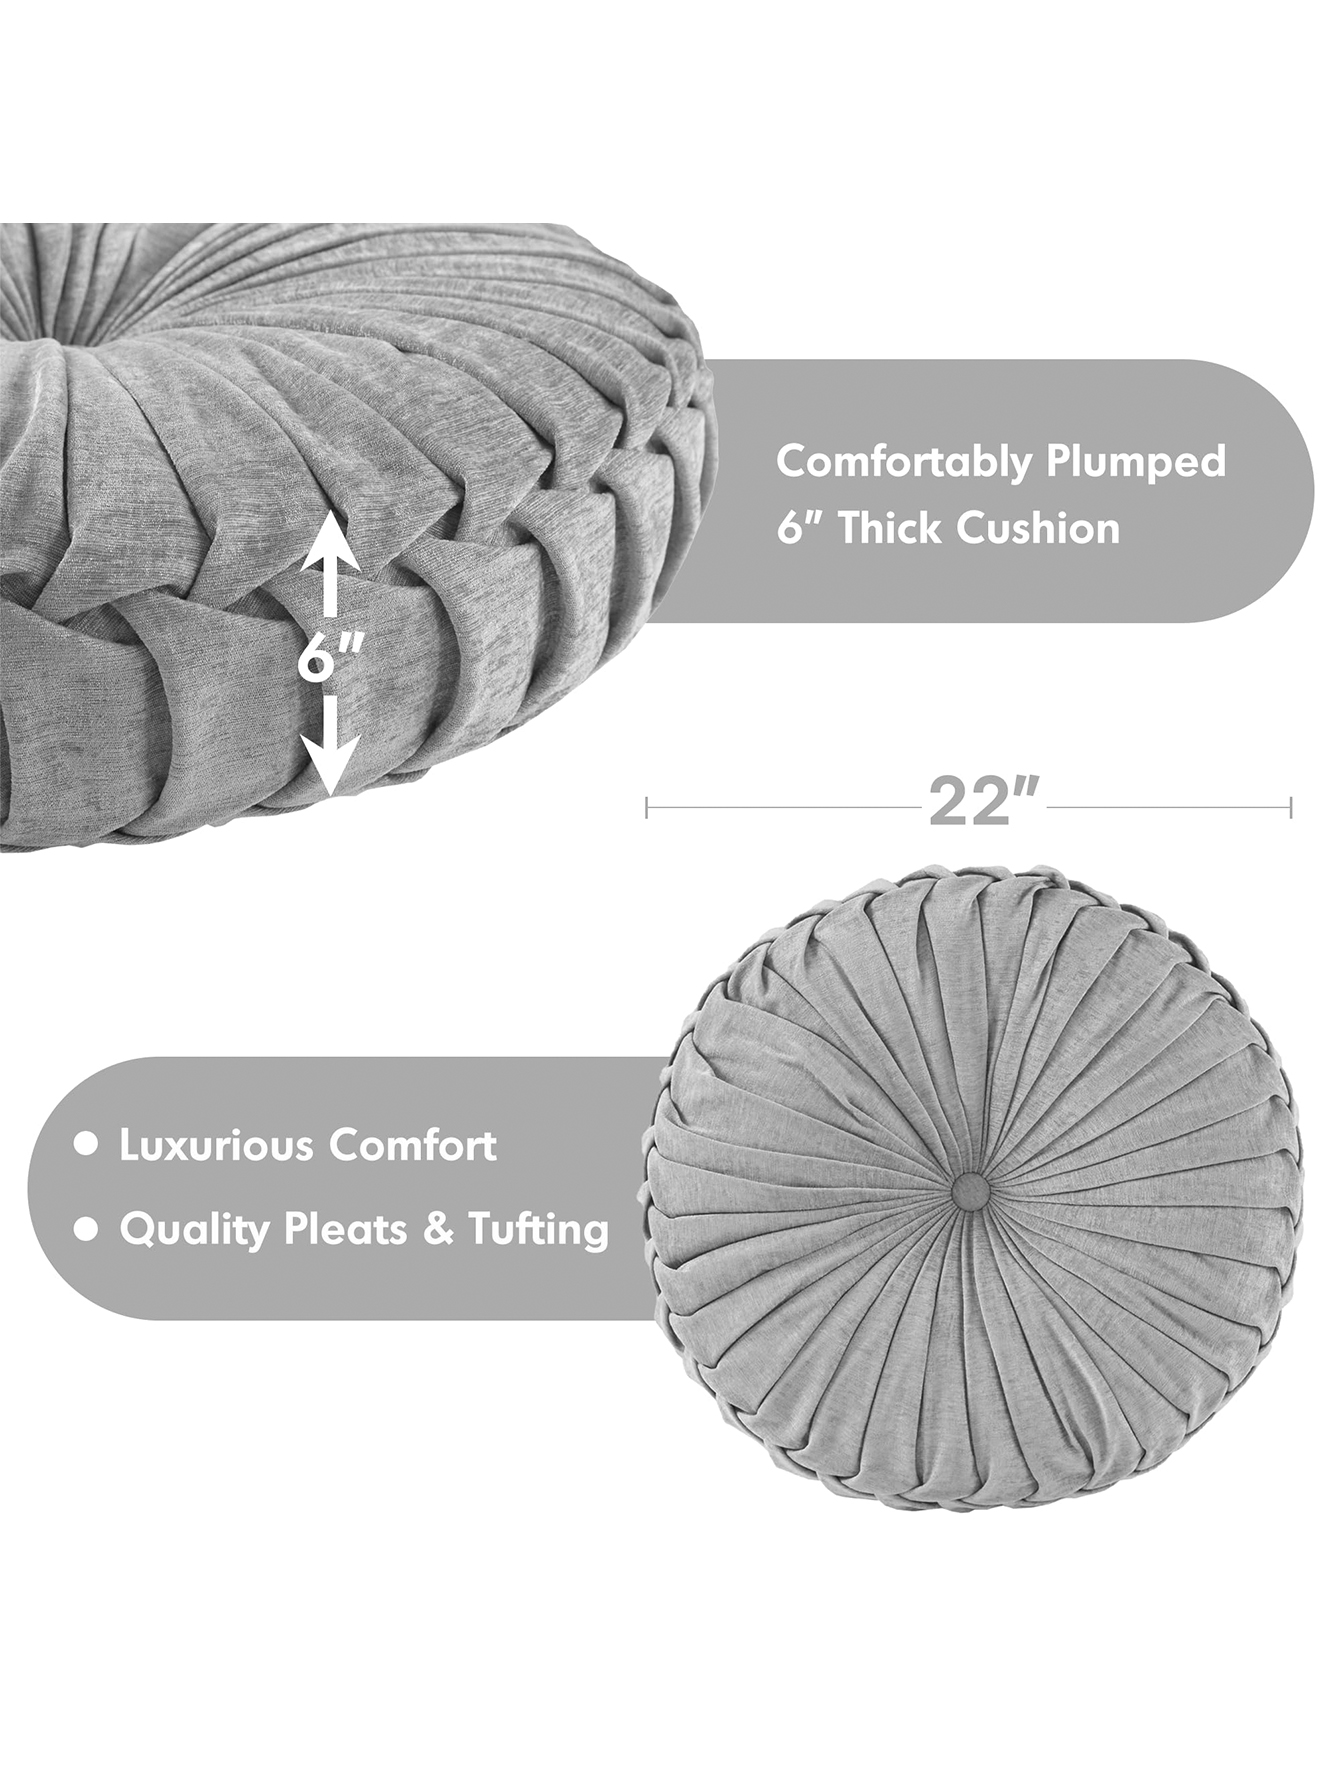 Comfortably Plumped
6" Thick Cushion
6"
22"
Luxurious Comfort
Quality Pleats & Tufting